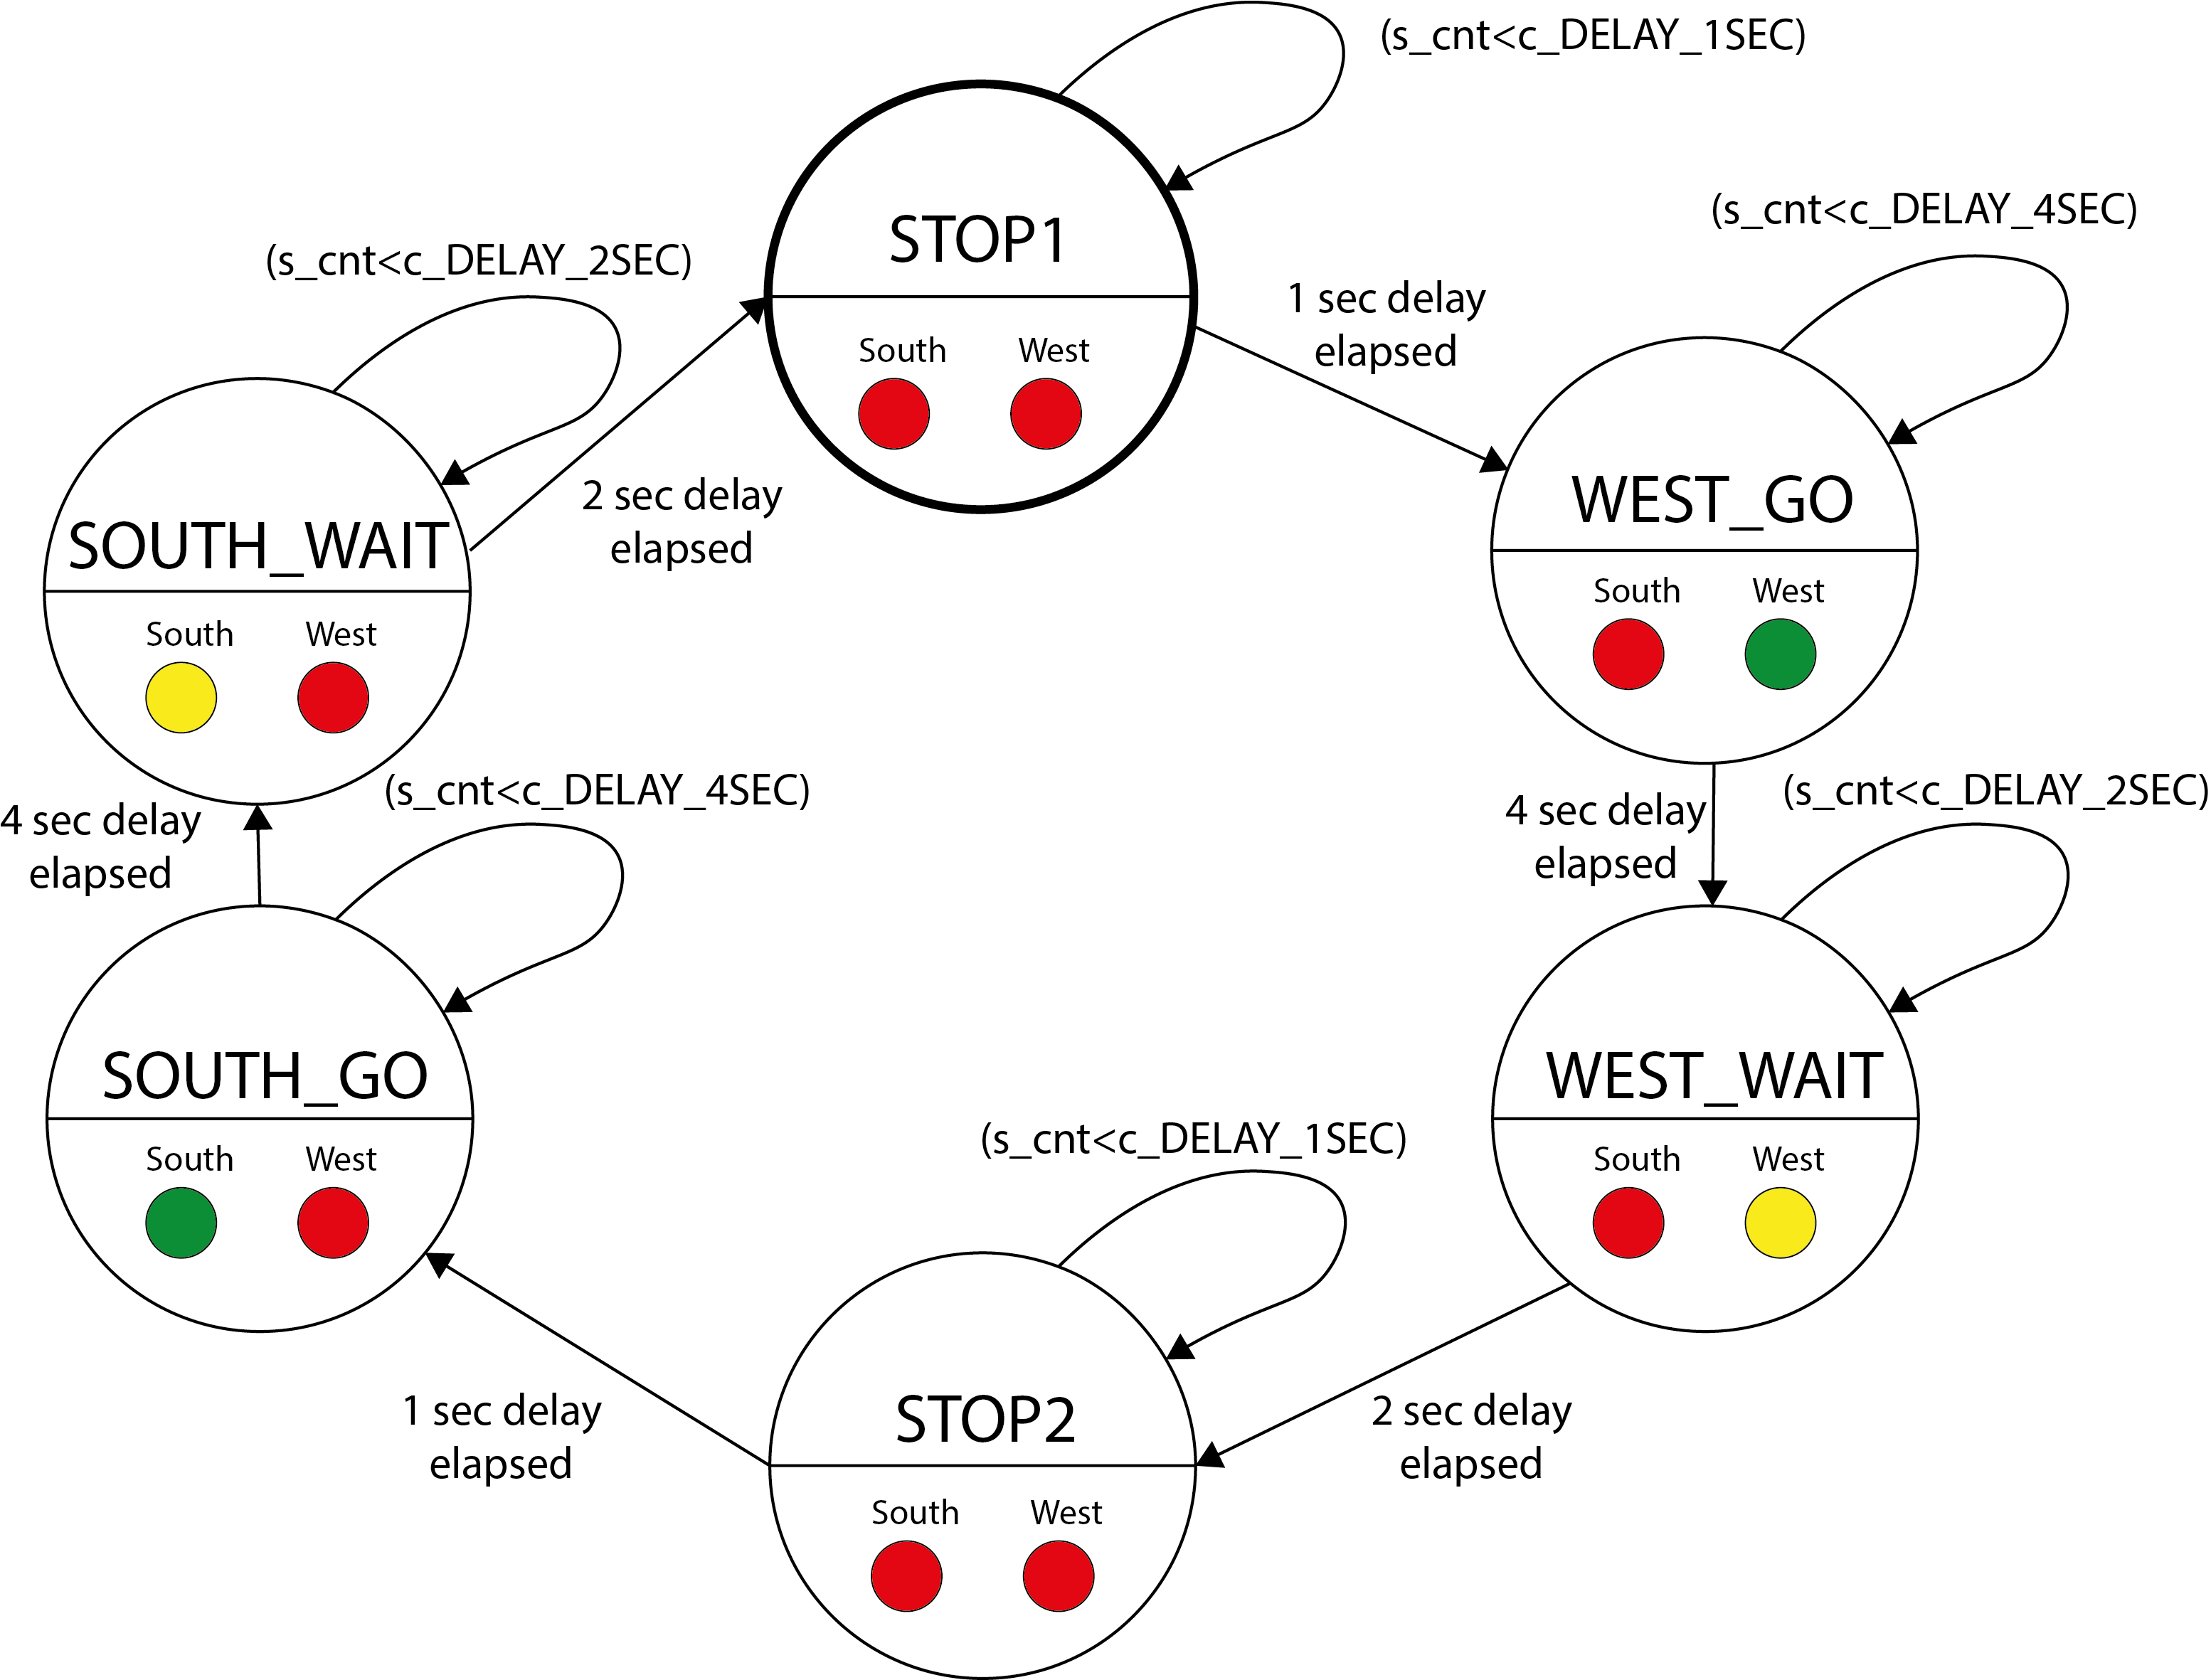 (s_cnt<c_DELAY_1SEC)
STOP1
South West
1 sec delay
elapsed
(s_cnt<c_DELAY_4SEC)
WEST_GO
South West
4 sec delay
elapsed
(s_cnt<c_DELAY_2SEC)
WEST_WAIT
South West
2 sec delay
elapsed
(s_cnt<c_DELAY_1SEC)
STOP2
South West
1 sec delay
elapsed
(s_cnt<c_DELAY_4SEC)
SOUTH_GO
South West
4 sec delay
elapsed
(s_cnt<c_DELAY_2SEC)
SOUTH_WAIT
South West
2 sec delay
elapsed